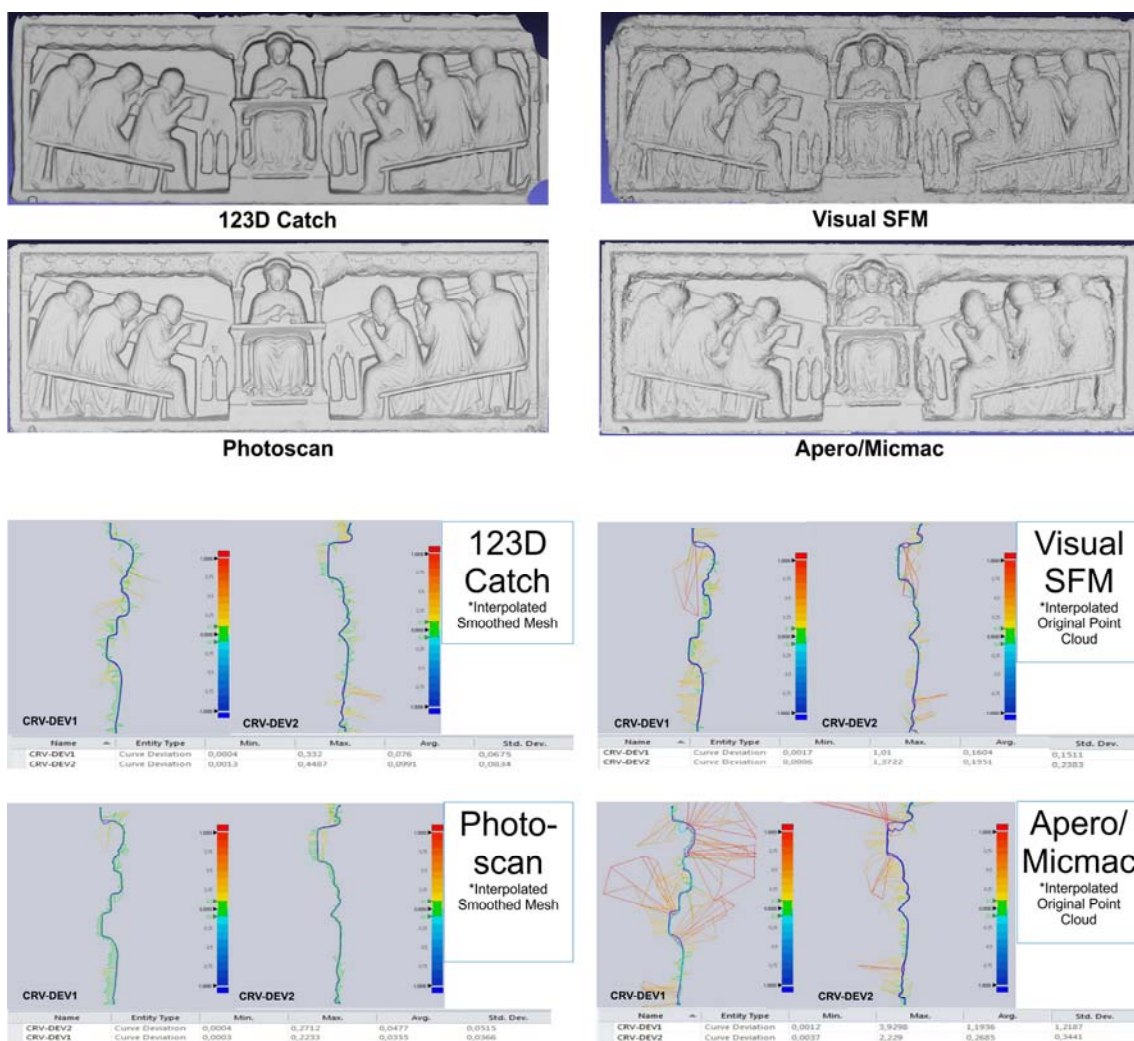 123D Catch
Visual SFM
Photoscan
Apero/Micmac
123D
Catch
*Interpolated
Smoothed Mesh
CRV-DEV1
CRV-DEV2
Name Entity Type Min. Max. Avg. Std. Dev.
CRV-DEV1 Curve Deviation 0,0004 0,332 0,076 0,0675
CRV-DEV2 Curve Deviation 0,0013 0,4487 0,0991 0,0834
Visual
SFM
*Interpolated
Original Point
Cloud
CRV-DEV1
CRV-DEV2
Name Entity Type Min. Max. Avg. Std. Dev.
CRV-DEV1 Curve Deviation 0,0017 1,01 0,1604 0,1511
CRV-DEV2 Curve Deviation 0,0006 1,3722 0,1951 0,2383
Photo-
scan
*Interpolated
Smoothed Mesh
CRV-DEV1
CRV-DEV2
Name Entity Type Min. Max. Avg. Std. Dev.
CRV-DEV2 Curve Deviation 0,0004 0,2712 0,0477 0,0515
CRV-DEV1 Curve Deviation 0,0003 0,2233 0,0355 0,0366
Apero/
Micmac
*Interpolated
Original Point
Cloud
CRV-DEV1
CRV-DEV2
Name Entity Type Min. Max. Avg. Std. Dev.
CRV-DEV1 Curve Deviation 0,0012 3,9298 1,1936 1,2187
CRV-DEV2 Curve Deviation 0,0037 2,229 0,2685 0,3441